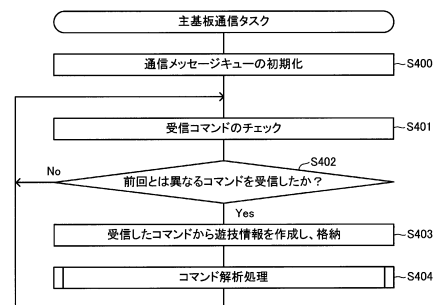 主基板通信タスク
通信メッセージキューの初期化
S400
受信コマンドのチェック
S401
S402
No
前回とは異なるコマンドを受信したか？
Yes
受信したコマンドから遊技情報を作成し、格納
S403
コマンド解析処理
S404